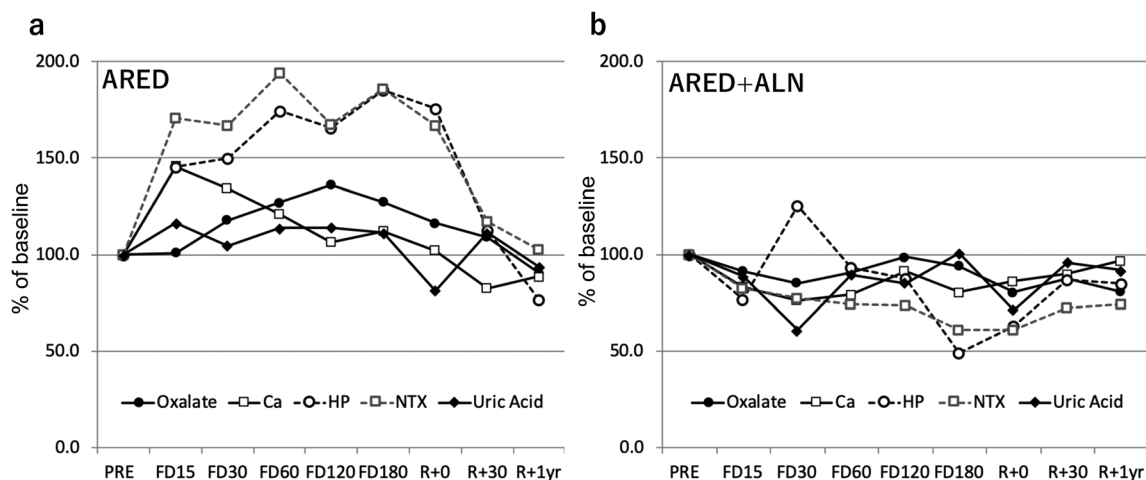 a
ARED
% of baseline
200.0
150.0
100.0
50.0
0.0
Oxalate Ca HP NTX Uric Acid
PRE FD15 FD30 FD60 FD120 FD180 R+0 R+30 R+1yr
b
ARED+ALN
% of baseline
200.0
150.0
100.0
50.0
0.0
Oxalate Ca HP NTX Uric Acid
PRE FD15 FD30 FD60 FD120 FD180 R+0 R+30 R+1yr